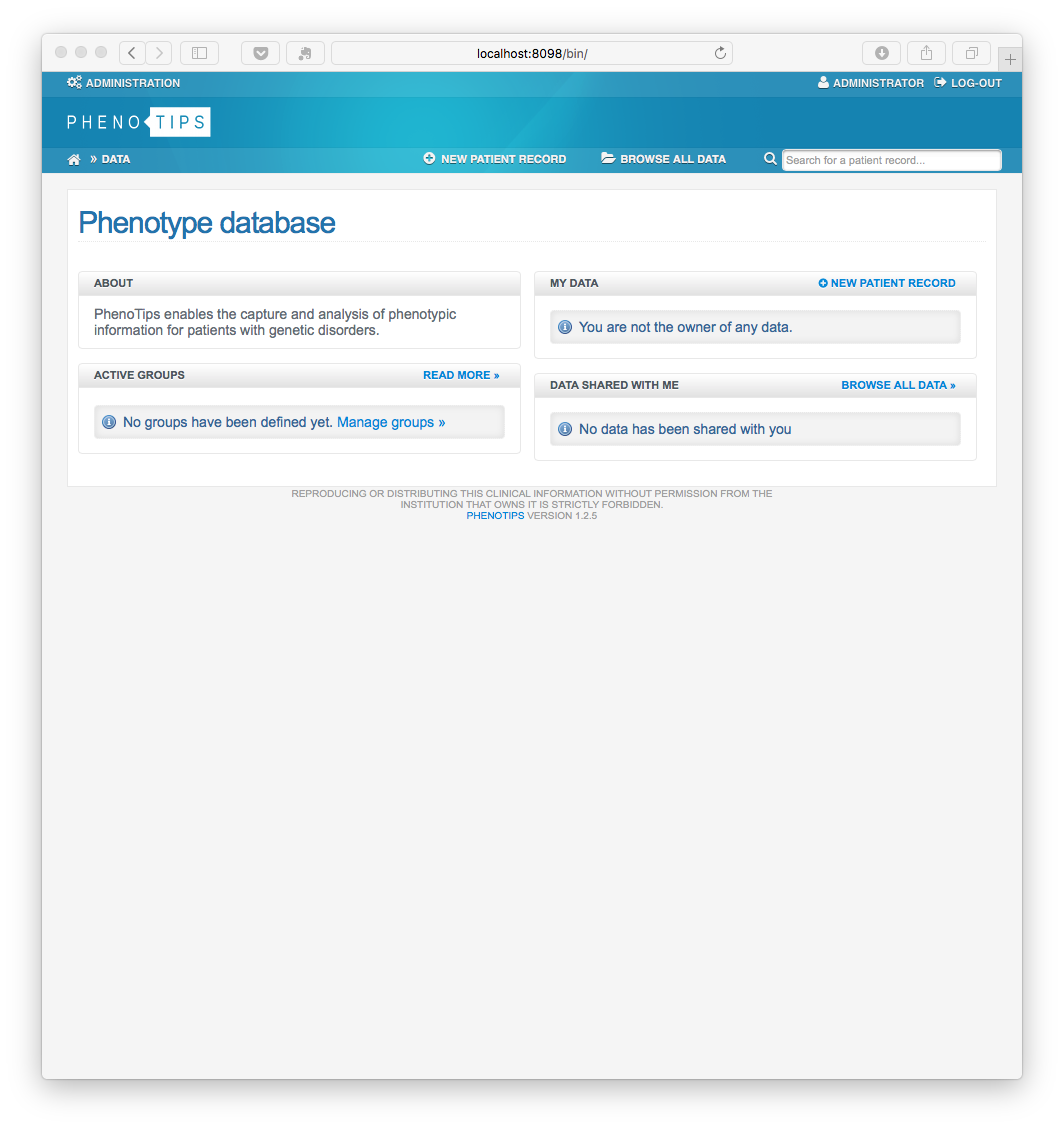 localhost:8098/bin/
ADMINISTRATION
ADMINISTRATOR LOG-OUT
PHENO TIPS
» DATA
NEW PATIENT RECORD
BROWSE ALL DATA
Search for a patient record...
Phenotype database
ABOUT
PhenoTips enables the capture and analysis of phenotypic
information for patients with genetic disorders.
ACTIVE GROUPS READ MORE »
No groups have been defined yet. Manage groups »
MY DATA NEW PATIENT RECORD
You are not the owner of any data.
DATA SHARED WITH ME BROWSE ALL DATA »
No data has been shared with you
REPRODUCING OR DISTRIBUTING THIS CLINICAL INFORMATION WITHOUT PERMISSION FROM THE
INSTITUTION THAT OWNS IT IS STRICTLY FORBIDDEN.
PHENOTIPS VERSION 1.2.5